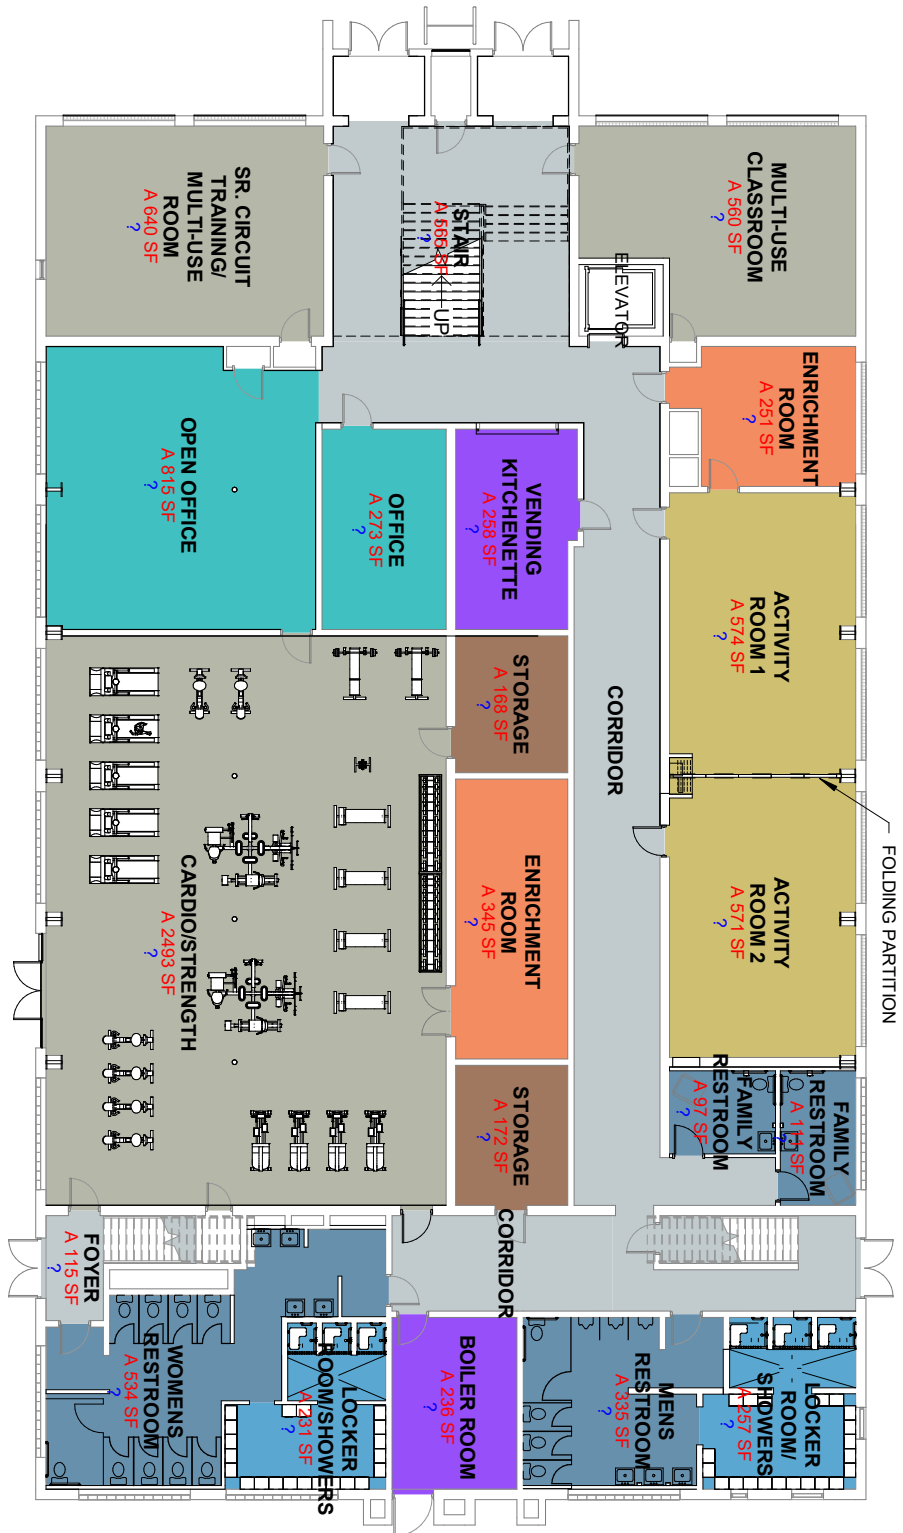 SR. CIRCUIT
TRAINING/
MULTI-USE
ROOM
A 640 SF
?
STAIR
A 565 SF
?
UP
MULTI-USE
CLASSROOM
A 560 SF
?
ELEVATOR
OPEN OFFICE
A 815 SF
?
OFFICE
A 273 SF
?
VENDING
KITCHENETTE
A 258 SF
?
ENRICHMENT
ROOM
A 251 SF
?
ACTIVITY
ROOM 1
A 574 SF
?
STORAGE
A 168 SF
?
CORRIDOR
FOLDING PARTITION
CARDIO/STRENGTH
A 2493 SF
?
ENRICHMENT
ROOM
A 345 SF
?
ACTIVITY
ROOM 2
A 571 SF
?
STORAGE
A 172 SF
?
FAMILY
RESTROOM
A 97 SF
?
FAMILY
RESTROOM
A 111 SF
?
FOYER
A 115 SF
?
CORRIDOR
WOMENS
RESTROOM
A 534 SF
?
LOCKER
ROOM/SHOWERS
A 231 SF
?
BOILER ROOM
A 236 SF
?
MENS
RESTROOM
A 335 SF
?
LOCKER
ROOM/
SHOWERS
A 257 SF
?